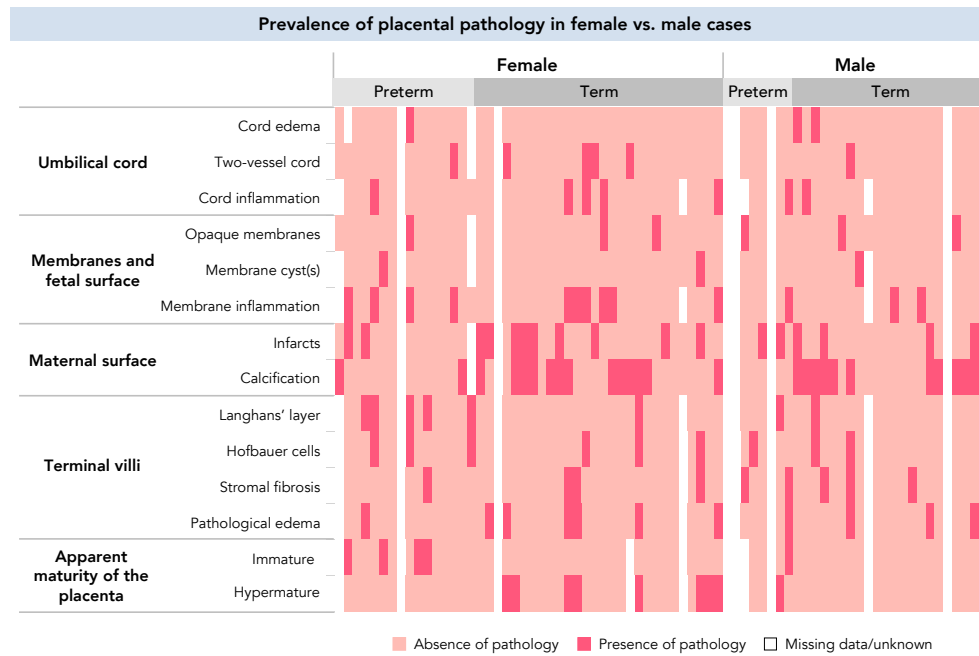 Prevalence of placental pathology in female vs. male cases
Female
Male
Preterm
Term
Preterm
Term
Umbilical cord
Cord edema
Two-vessel cord
Cord inflammation
Membranes and
fetal surface
Opaque membranes
Membrane cyst(s)
Membrane inflammation
Maternal surface
Infarcts
Calcification
Terminal villi
Langhans’ layer
Hofbauer cells
Stromal fibrosis
Pathological edema
Apparent
maturity of the
placenta
Immature
Hypermature
Absence of pathology
Presence of pathology
Missing data/unknown